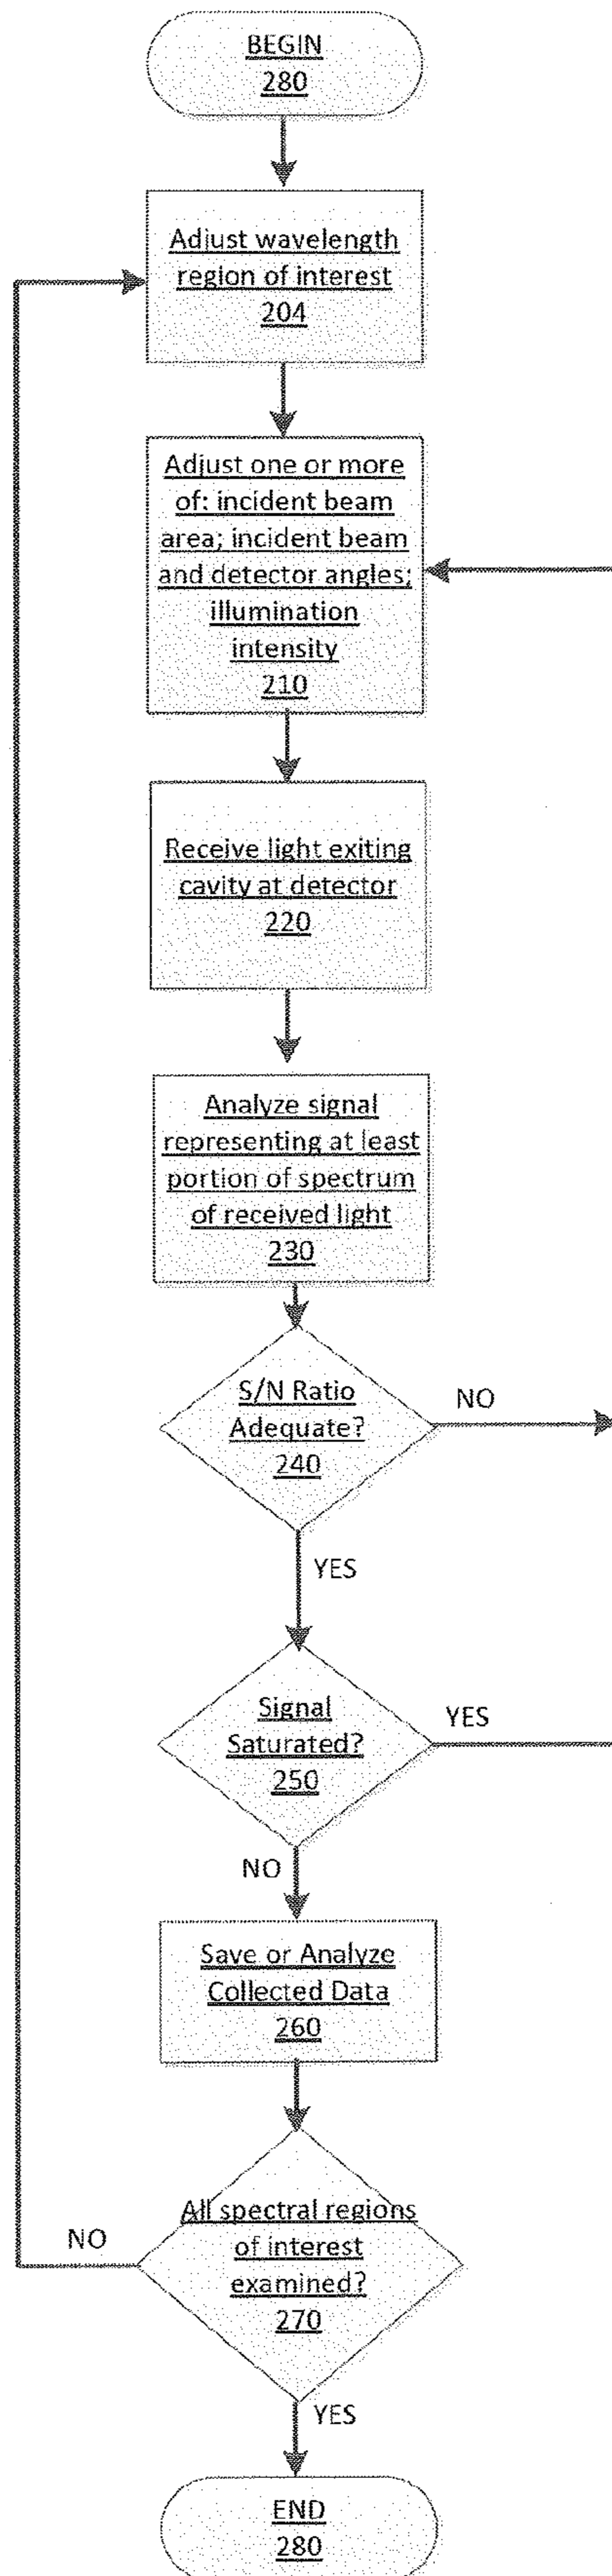 BEGIN
280
Adjust wavelength
region of interest
204
Adjust one or more
of: incident beam
area; incident beam
and detector angles;
illumination
intensity
210
Receive light exiting
cavity at detector
220
Analyze signal
representing at least
portion of spectrum
of received light
230
S/N Ratio
Adequate?
240
NO
YES
Signal
Saturated?
250
YES
NO
Save or Analyze
Collected Data
260
All spectral regions
of interest
examined?
270
NO
YES
END
280